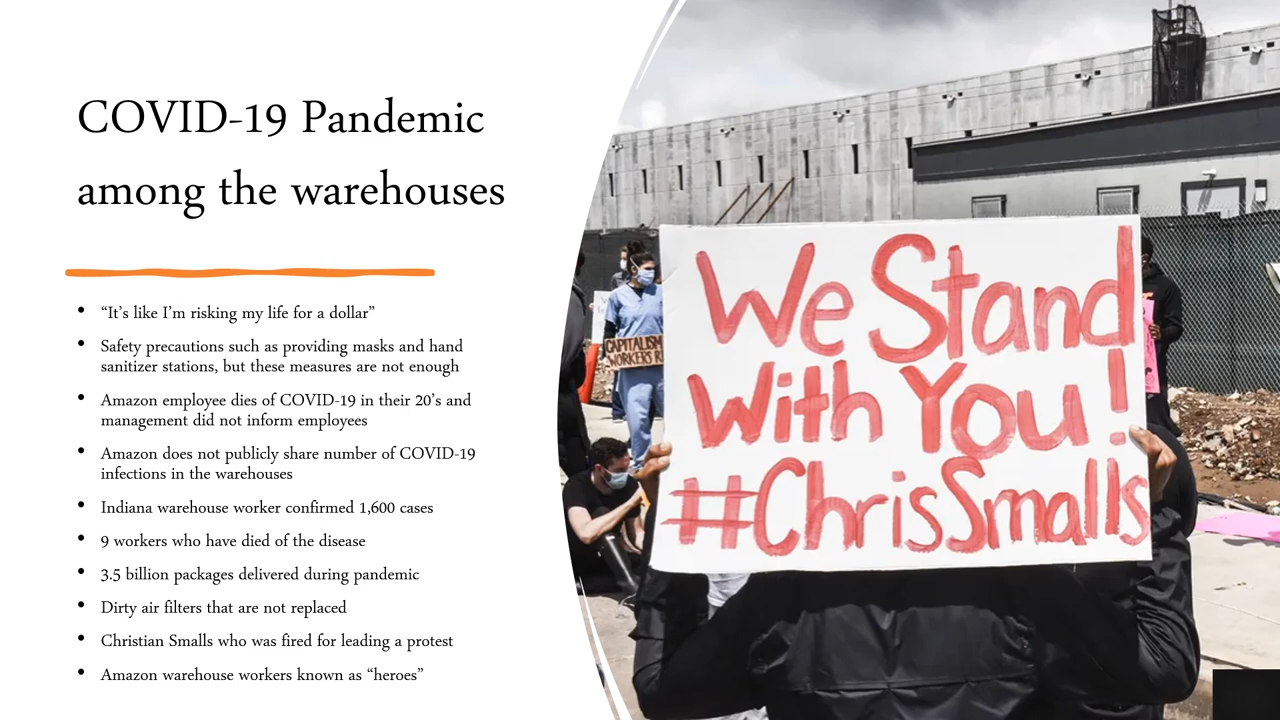 COVID-19 Pandemic
among the warehouses
• “It’s like I’m risking my life for a dollar”
• Safety precautions such as providing masks and hand
sanitizer stations, but these measures are not enough
• Amazon employee dies of COVID-19 in their 20’s and
management did not inform employees
• Amazon does not publicly share number of COVID-19
infections in the warehouses
• Indiana warehouse worker confirmed 1,600 cases
• 9 workers who have died of the disease
• 3.5 billion packages delivered during pandemic
• Dirty air filters that are not replaced
• Christian Smalls who was fired for leading a protest
• Amazon warehouse workers known as “heroes”
We Stand
With You!
#ChrisSmalls
CAPITALISM
WORKERS